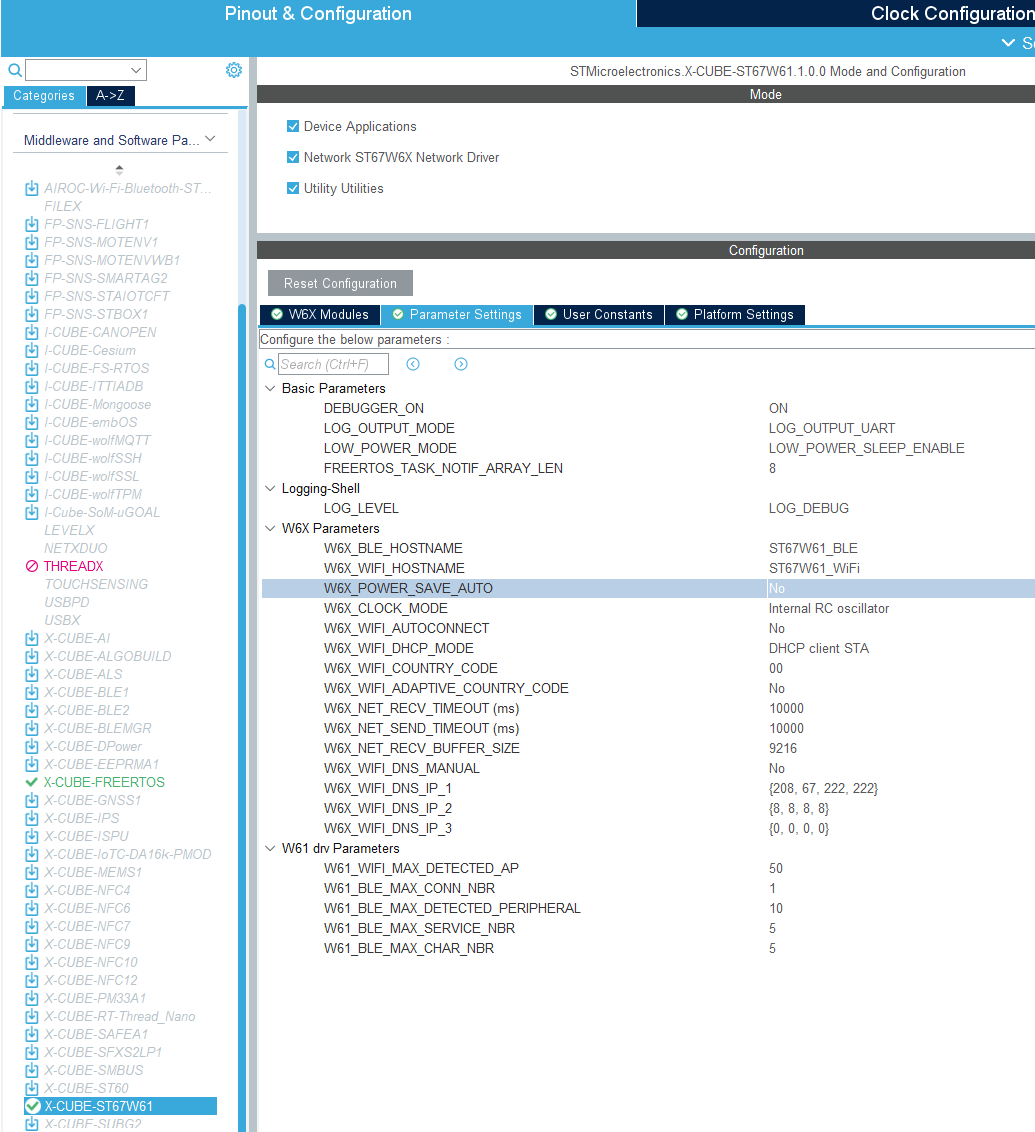 Pinout & Configuration
Clock Configuration
Categories
A->Z
Middleware and Software Pa...
AIROC-Wi-Fi-Bluetooth-ST...
FILEX
FP-SNS-FLIGHT1
FP-SNS-MOTENV1
FP-SNS-MOTENVWB1
FP-SNS-SMARTAG2
FP-SNS-STAIOTCFT
FP-SNS-STBOX1
I-CUBE-CANOPEN
I-CUBE-Cesium
I-CUBE-FS-RTOS
I-CUBE-ITTIADB
I-CUBE-Mongoose
I-CUBE-embOS
I-CUBE-wolfMQTT
I-CUBE-wolfSSH
I-CUBE-wolfSSL
I-CUBE-wolfTPM
I-Cube-SoM-uGOAL
LEVELX
NETXDUO
THREADX
TOUCHSENSING
USBPD
USBX
X-CUBE-AI
X-CUBE-ALGOBUILD
X-CUBE-ALS
X-CUBE-BLE1
X-CUBE-BLE2
X-CUBE-BLEMGR
X-CUBE-DPower
X-CUBE-EEPRMA1
X-CUBE-FREERTOS
X-CUBE-GNSS1
X-CUBE-IPS
X-CUBE-ISPU
X-CUBE-IoTC-DA16k-PMOD
X-CUBE-MEMS1
X-CUBE-NFC4
X-CUBE-NFC6
X-CUBE-NFC7
X-CUBE-NFC9
X-CUBE-NFC10
X-CUBE-NFC12
X-CUBE-PM33A1
X-CUBE-RT-Thread_Nano
X-CUBE-SAFEA1
X-CUBE-SFXS2LP1
X-CUBE-SMBUS
X-CUBE-ST60
X-CUBE-ST67W61
X-CUBE-SUBG2
STMicroelectronics.X-CUBE-ST67W61.1.0.0 Mode and Configuration
Mode
Device Applications
Network ST67W6X Network Driver
Utility Utilities
Configuration
Reset Configuration
W6X Modules
Parameter Settings
User Constants
Platform Settings
Configure the below parameters :
Search (Ctrl+F)
Basic Parameters
DEBUGGER_ON ON
LOG_OUTPUT_MODE LOG_OUTPUT_UART
LOW_POWER_MODE LOW_POWER_SLEEP_ENABLE
FREERTOS_TASK_NOTIF_ARRAY_LEN 8
Logging-Shell
LOG_LEVEL LOG_DEBUG
W6X Parameters
W6X_BLE_HOSTNAME ST67W61_BLE
W6X_WIFI_HOSTNAME ST67W61_WiFi
W6X_POWER_SAVE_AUTO No
W6X_CLOCK_MODE Internal RC oscillator
W6X_WIFI_AUTOCONNECT No
W6X_WIFI_DHCP_MODE DHCP client STA
W6X_WIFI_COUNTRY_CODE 00
W6X_WIFI_ADAPTIVE_COUNTRY_CODE No
W6X_NET_RECV_TIMEOUT (ms) 10000
W6X_NET_SEND_TIMEOUT (ms) 10000
W6X_NET_RECV_BUFFER_SIZE 9216
W6X_WIFI_DNS_MANUAL No
W6X_WIFI_DNS_IP_1 {208, 67, 222, 222}
W6X_WIFI_DNS_IP_2 {8, 8, 8, 8}
W6X_WIFI_DNS_IP_3 {0, 0, 0, 0}
W61 drv Parameters
W61_WIFI_MAX_DETECTED_AP 50
W61_BLE_MAX_CONN_NBR 1
W61_BLE_MAX_DETECTED_PERIPHERAL 10
W61_BLE_MAX_SERVICE_NBR 5
W61_BLE_MAX_CHAR_NBR 5